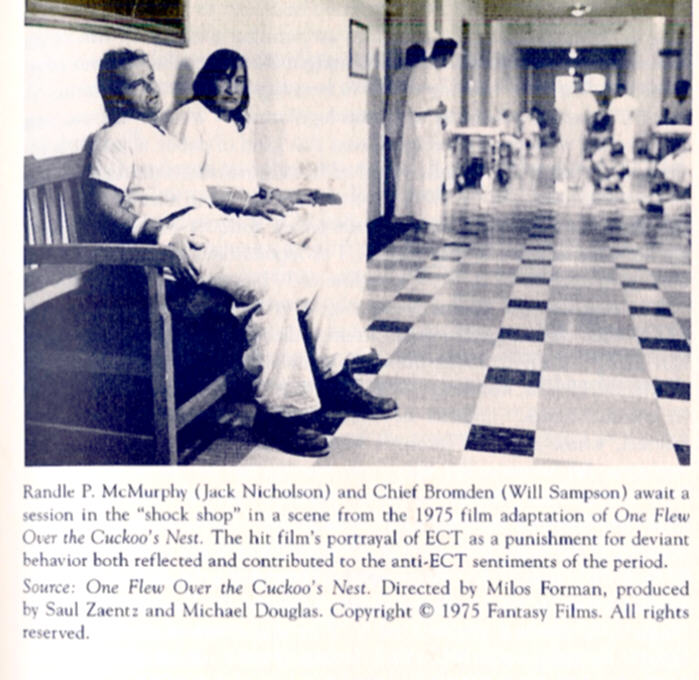 Randle P. McMurphy (Jack Nicholson) and Chief Bromden (Will Sampson) await a
session in the “shock shop” in a scene from the 1975 film adaptation of One Flew
Over the Cuckoo's Nest. The hit film's portrayal of ECT as a punishment for deviant
behavior both reflected and contributed to the anti-ECT sentiments of the period.
Source: One Flew Over the Cuckoo's Nest. Directed by Milos Forman, produced
by Saul Zaentz and Michael Douglas. Copyright © 1975 Fantasy Films. All rights
reserved.